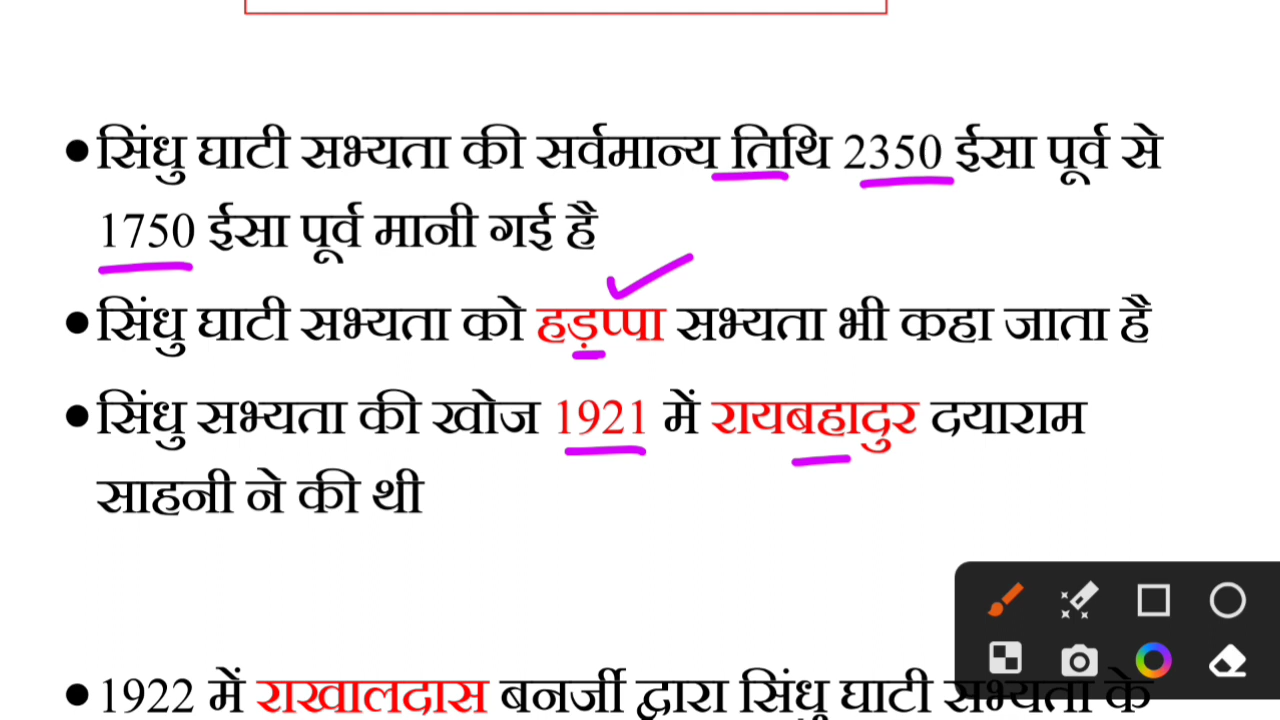 ●सिंधु घाटी सभ्यता की सर्वमान्य तिथि 2350 ईसा पूर्व से
1750 ईसा पूर्व मानी गई है
●सिंधु घाटी सभ्यता को हड़प्पा सभ्यता भी कहा जाता है
●सिंधु सभ्यता की खोज 1921 में रायबहादुर दयाराम
साहनी ने की थी
●1922 में राखालदास बनर्जी द्वारा सिंधु घाटी सभ्यता के